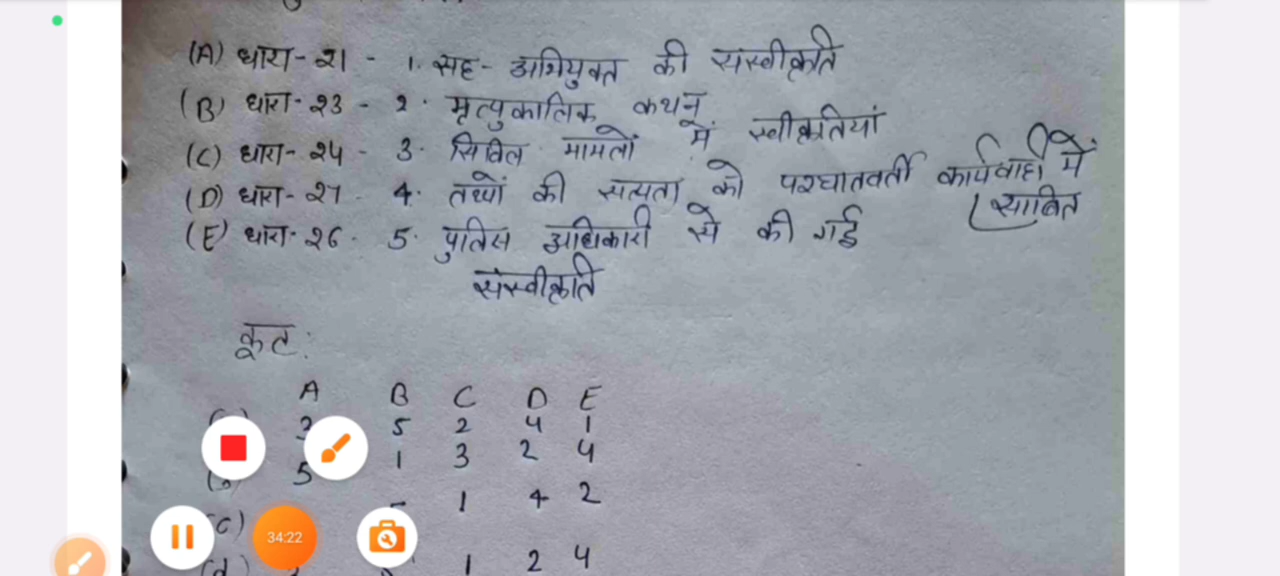 (A) धारा-21 - 1. सह-अभियुक्त की संस्वीकृति
(B) धारा-23 - 2. मृत्युकालिक कथन
(C) धारा-24 - 3. सिविल मामलों में स्वीकृतियां
(D) धारा-27 4. तथ्यों की सत्यता को पश्चातवर्ती कार्यवाही में साबित
(E) धारा-26 - 5. पुलिस अधिकारी से की गई
संस्वीकृति
कूट:
A B C D E
3 5 2 4 1
5 1 3 2 4
(c) 1 4 2
(d) 1 2 4
34:22